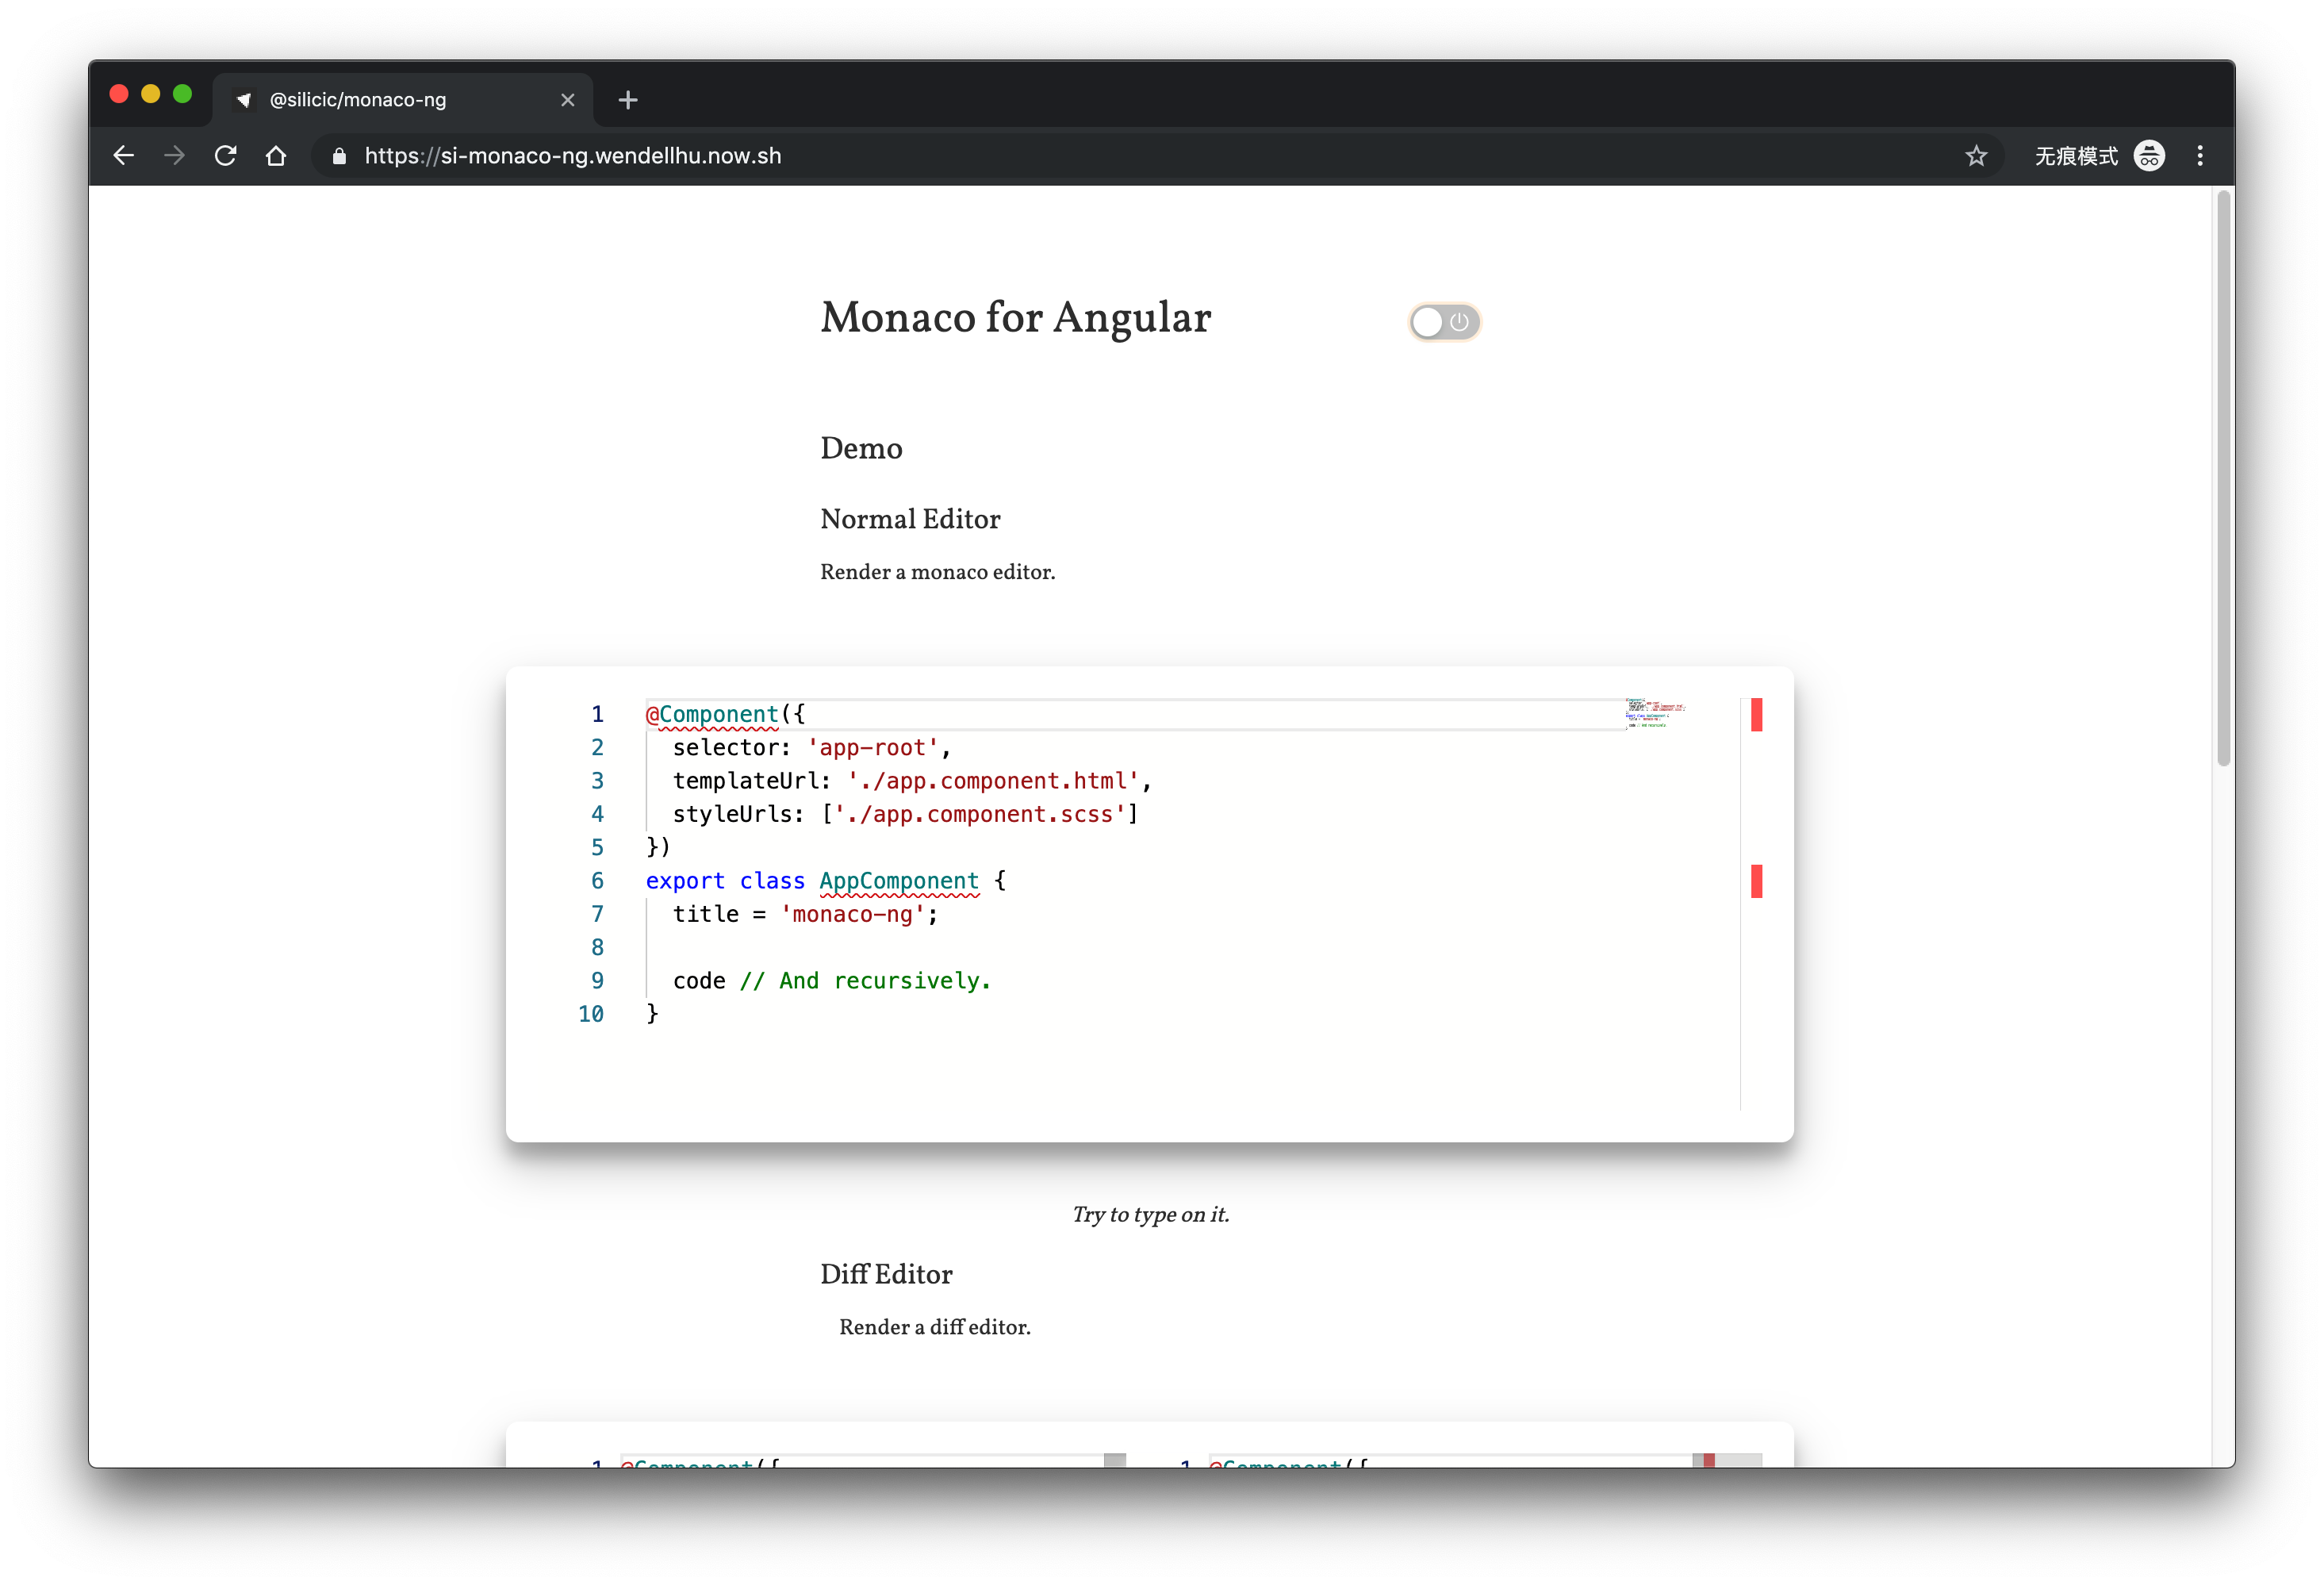 @silicic/monaco-ng
https://si-monaco-ng.wendellhu.now.sh
无痕模式
Monaco for Angular
Demo
Normal Editor
Render a monaco editor.
1 @Component({
2 selector: 'app-root',
3 templateUrl: './app.component.html',
4 styleUrls: ['./app.component.scss']
5 })
6 export class AppComponent {
7 title = 'monaco-ng';
8
9 code // And recursively.
10 }
Try to type on it.
Diff Editor
Render a diff editor.
1 @Component({ 1 @Component({